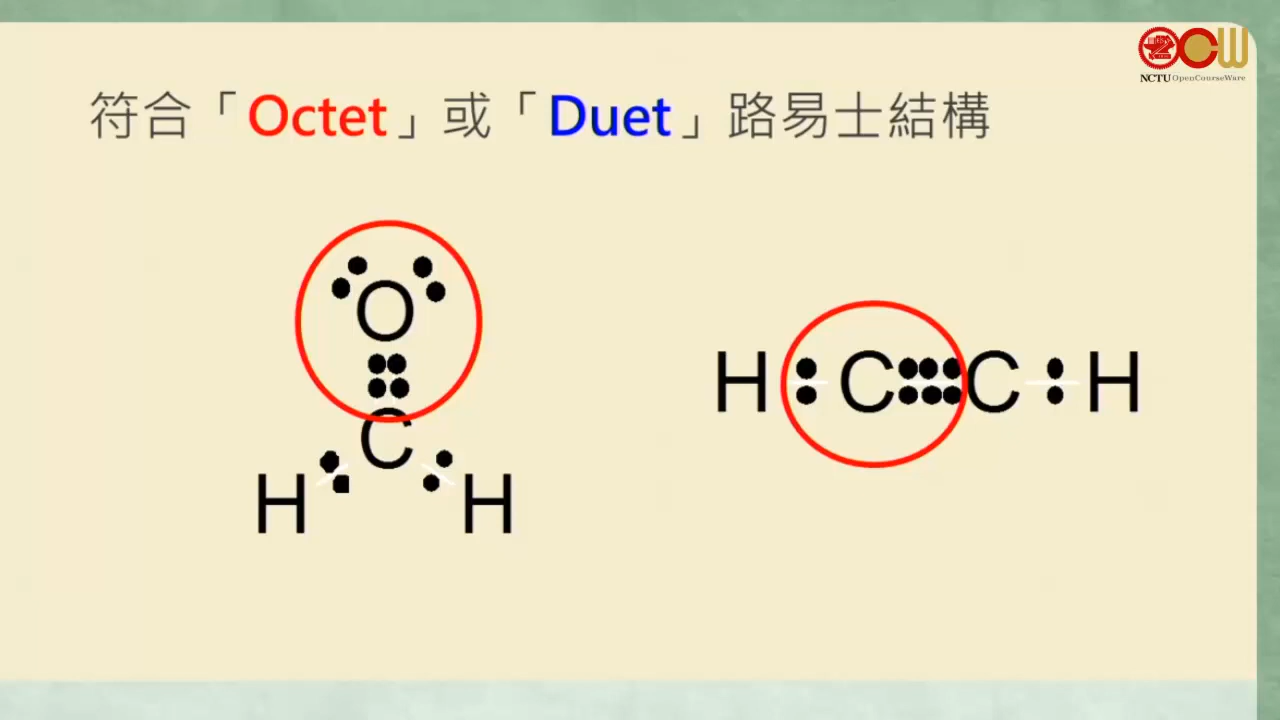 NCTU OpenCourseWare
符合「Octet」或「Duet」路易士結構
O
C
H H
H C C H